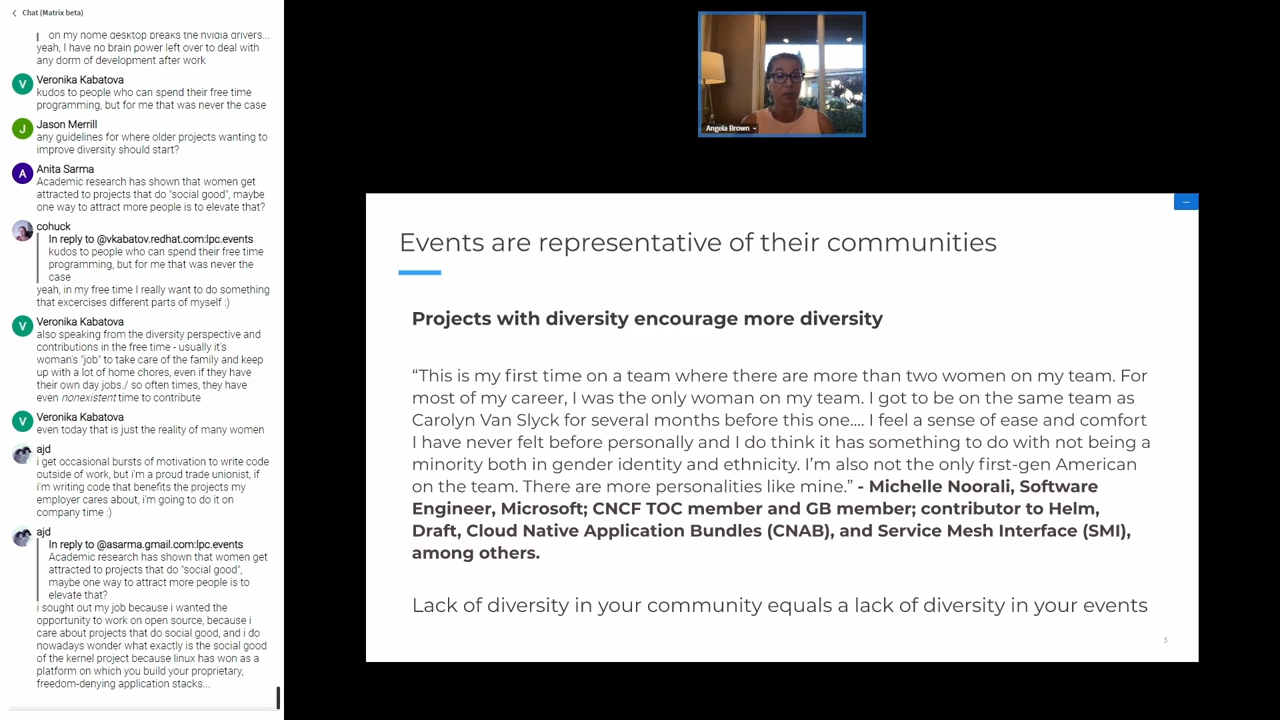 Chat (Matrix beta)
on my home desktop breaks the nvidia drivers...
yeah, I have no brain power left over to deal with
any dorm of development after work
V
Veronika Kabatova
kudos to people who can spend their free time
programming, but for me that was never the case
J
Jason Merrill
any guidelines for where older projects wanting to
improve diversity should start?
A
Anita Sarma
Academic research has shown that women get
attracted to projects that do "social good", maybe
one way to attract more people is to elevate that?
cohuck
In reply to @vkabatov.redhat.com:lpc.events
kudos to people who can spend their free time
programming, but for me that was never the
case
yeah, in my free time I really want to do something
that excercises different parts of myself :)
V
Veronika Kabatova
also speaking from the diversity perspective and
contributions in the free time - usually it's
woman's "job" to take care of the family and keep
up with a lot of home chores, even if they have
their own day jobs./ so often times, they have
even nonexistent time to contribute
V
Veronika Kabatova
even today that is just the reality of many women
ajd
i get occasional bursts of motivation to write code
outside of work, but i'm a proud trade unionist, if
i'm writing code that benefits the projects my
employer cares about, i'm going to do it on
company time :)
ajd
In reply to @asarma.gmail.com:lpc.events
Academic research has shown that women get
attracted to projects that do "social good",
maybe one way to attract more people is to
elevate that?
i sought out my job because i wanted the
opportunity to work on open source, because i
care about projects that do social good, and i do
nowadays wonder what exactly is the social good
of the kernel project because linux has won as a
platform on which you build your proprietary,
freedom-denying application stacks...
Angela Brown
Events are representative of their communities
Projects with diversity encourage more diversity
“This is my first time on a team where there are more than two women on my team. For
most of my career, I was the only woman on my team. I got to be on the same team as
Carolyn Van Slyck for several months before this one.... I feel a sense of ease and comfort
I have never felt before personally and I do think it has something to do with not being a
minority both in gender identity and ethnicity. I’m also not the only first-gen American
on the team. There are more personalities like mine.” - Michelle Noorali, Software
Engineer, Microsoft; CNCF TOC member and GB member; contributor to Helm,
Draft, Cloud Native Application Bundles (CNAB), and Service Mesh Interface (SMI),
among others.
Lack of diversity in your community equals a lack of diversity in your events
5